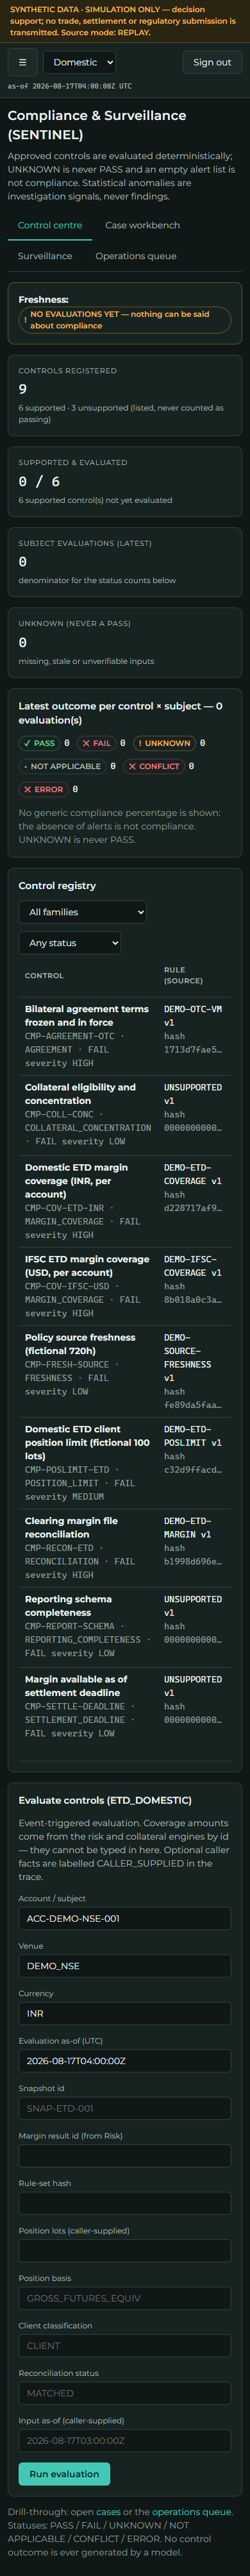 SYNTHETIC DATA · SIMULATION ONLY — decision
support; no trade, settlement or regulatory submission is
transmitted. Source mode: REPLAY.
☰
Domestic
Sign out
as-of 2026-08-17T04:00:00Z UTC
Compliance & Surveillance
(SENTINEL)
Approved controls are evaluated deterministically;
UNKNOWN is never PASS and an empty alert list is
not compliance. Statistical anomalies are
investigation signals, never findings.
Control centre
Case workbench
Surveillance
Operations queue
Freshness:
! NO EVALUATIONS YET — nothing can be said
about compliance
CONTROLS REGISTERED
9
6 supported · 3 unsupported (listed, never counted as
passing)
SUPPORTED & EVALUATED
0 / 6
6 supported control(s) not yet evaluated
SUBJECT EVALUATIONS (LATEST)
0
denominator for the status counts below
UNKNOWN (NEVER A PASS)
0
missing, stale or unverifiable inputs
Latest outcome per control × subject — 0
evaluation(s)
✓ PASS 0 ✕ FAIL 0 ! UNKNOWN 0
· NOT APPLICABLE 0 ✕ CONFLICT 0
✕ ERROR 0
No generic compliance percentage is shown:
the absence of alerts is not compliance.
UNKNOWN is never PASS.
Control registry
All families
Any status
CONTROL
RULE
(SOURCE)
Bilateral agreement terms
frozen and in force
CMP-AGREEMENT-OTC ·
AGREEMENT · FAIL
severity HIGH
DEMO-OTC-VM
v1
hash
1713d7fae5…
Collateral eligibility and
concentration
CMP-COLL-CONC ·
COLLATERAL_CONCENTRATION
· FAIL severity LOW
UNSUPPORTED
v1
hash
0000000000…
Domestic ETD margin
coverage (INR, per
account)
CMP-COV-ETD-INR ·
MARGIN_COVERAGE · FAIL
severity HIGH
DEMO-ETD-
COVERAGE v1
hash
d228717af9…
IFSC ETD margin coverage
(USD, per account)
CMP-COV-IFSC-USD ·
MARGIN_COVERAGE · FAIL
severity HIGH
DEMO-IFSC-
COVERAGE v1
hash
8b018a0c3a…
Policy source freshness
(fictional 720h)
CMP-FRESH-SOURCE ·
FRESHNESS · FAIL
severity LOW
DEMO-
SOURCE-
FRESHNESS
v1
hash
fe89da5faa…
Domestic ETD client
position limit (fictional 100
lots)
CMP-POSLIMIT-ETD ·
POSITION_LIMIT · FAIL
severity MEDIUM
DEMO-ETD-
POSLIMIT v1
hash
c32d9ffacd…
Clearing margin file
reconciliation
CMP-RECON-ETD ·
RECONCILIATION · FAIL
severity HIGH
DEMO-ETD-
MARGIN v1
hash
b1998d696e…
Reporting schema
completeness
CMP-REPORT-SCHEMA ·
REPORTING_COMPLETENESS ·
FAIL severity LOW
UNSUPPORTED
v1
hash
0000000000…
Margin available as of
settlement deadline
CMP-SETTLE-DEADLINE ·
SETTLEMENT_DEADLINE ·
FAIL severity LOW
UNSUPPORTED
v1
hash
0000000000…
Evaluate controls (ETD_DOMESTIC)
Event-triggered evaluation. Coverage amounts
come from the risk and collateral engines by id
— they cannot be typed in here. Optional caller
facts are labelled CALLER_SUPPLIED in the
trace.
Account / subject
ACC-DEMO-NSE-001
Venue
DEMO_NSE
Currency
INR
Evaluation as-of (UTC)
2026-08-17T04:00:00Z
Snapshot id
SNAP-ETD-001
Margin result id (from Risk)
Rule-set hash
Position lots (caller-supplied)
Position basis
GROSS_FUTURES_EQUIV
Client classification
CLIENT
Reconciliation status
MATCHED
Input as-of (caller-supplied)
2026-08-17T03:00:00Z
Run evaluation
Drill-through: open cases or the operations queue.
Statuses: PASS / FAIL / UNKNOWN / NOT
APPLICABLE / CONFLICT / ERROR. No control
outcome is ever generated by a model.